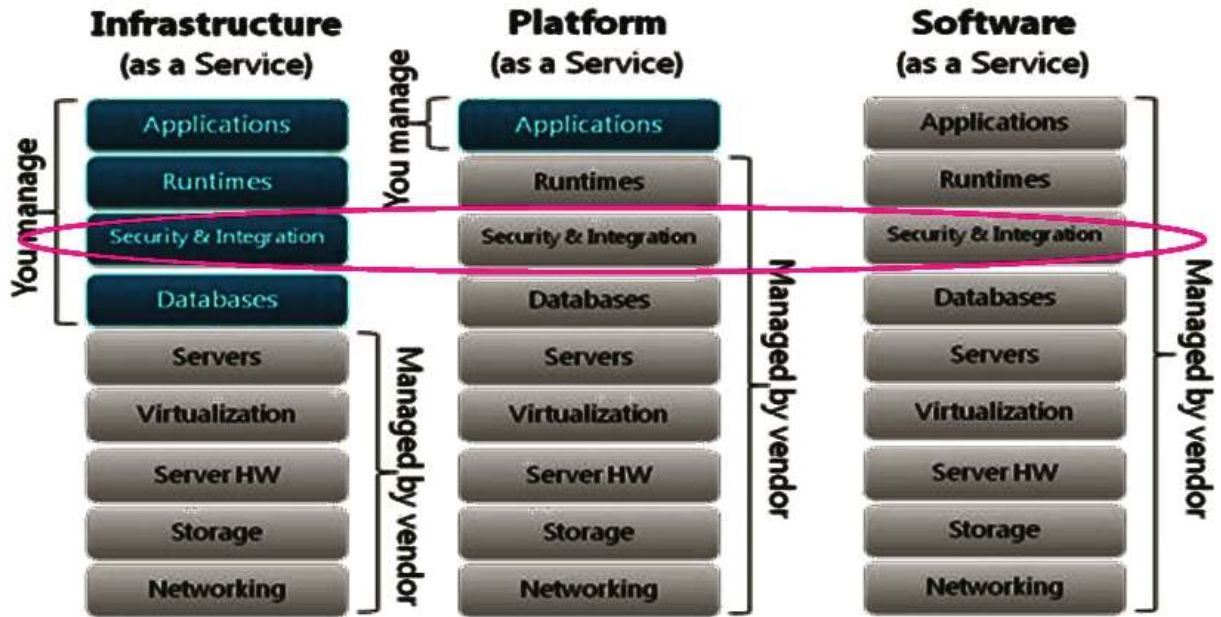 Infrastructure
(as a Service)
You manage
Applications
Runtimes
Security & Integration
Databases
Servers
Virtualization
Server HW
Storage
Networking
Managed by vendor
Platform
(as a Service)
You manage
Applications
Runtimes
Security & Integration
Databases
Servers
Virtualization
Server HW
Storage
Networking
Managed by vendor
Software
(as a Service)
Applications
Runtimes
Security & Integration
Databases
Servers
Virtualization
Server HW
Storage
Networking
Managed by vendor